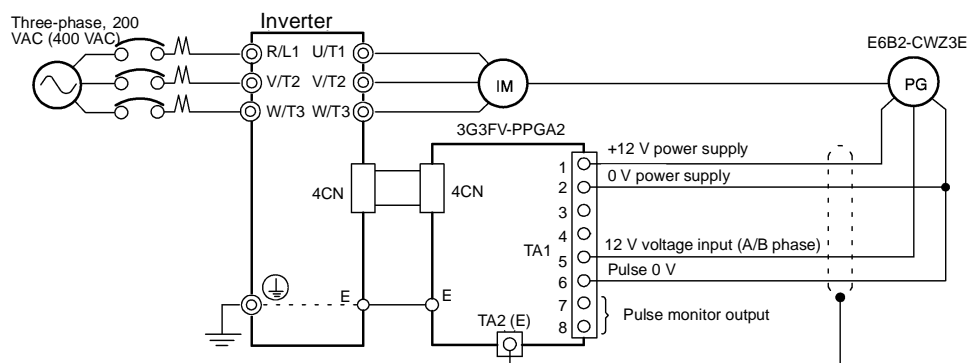 Three-phase, 200
VAC (400 VAC)
Inverter
E6B2-CWZ3E
R/L1 U/T1
V/T2 V/T2
W/T3 W/T3
IM
PG
3G3FV-PPGA2
4CN
4CN
1 +12 V power supply
2 0 V power supply
3
4
TA1
5 12 V voltage input (A/B phase)
6 Pulse 0 V
7
8
Pulse monitor output
E
E
TA2 (E)